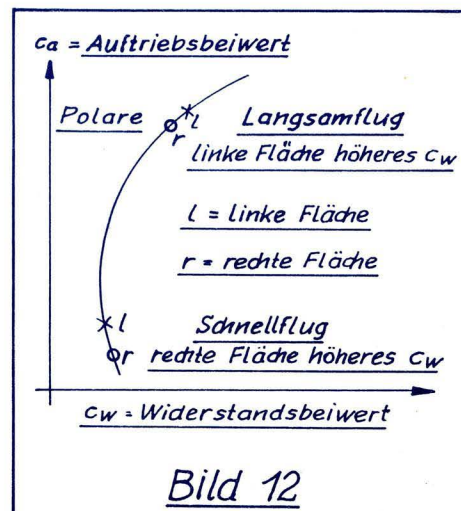 ca = Auftriebsbeiwert
Polare
l
r
Langsamflug
linke Fläche höheres cw
l = linke Fläche
r = rechte Fläche
l
Schnellflug
r
rechte Fläche höheres cw
cw = Widerstandsbeiwert
Bild 12